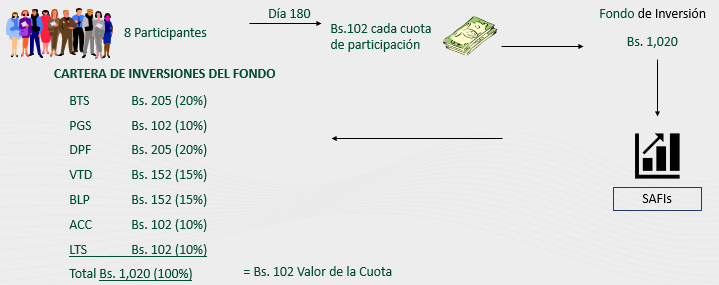 8 Participantes
Día 180
Bs.102 cada cuota
de participación
Fondo de Inversión
Bs. 1,020
SAFIs
CARTERA DE INVERSIONES DEL FONDO
BTS Bs. 205 (20%)
PGS Bs. 102 (10%)
DPF Bs. 205 (20%)
VTD Bs. 152 (15%)
BLP Bs. 152 (15%)
ACC Bs. 102 (10%)
LTS Bs. 102 (10%)
Total Bs. 1,020 (100%) = Bs. 102 Valor de la Cuota